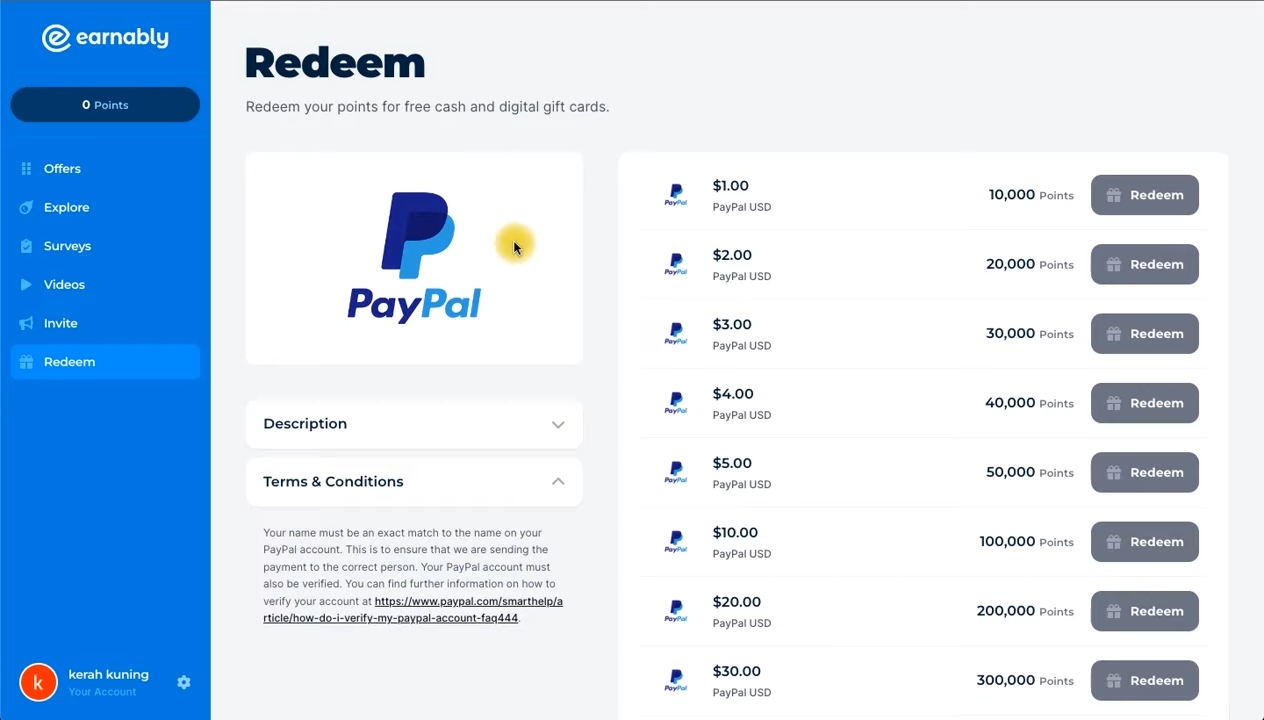 earnably
0 Points
Offers
Explore
Surveys
Videos
Invite
Redeem
k
kerah kuning
Your Account
Redeem
Redeem your points for free cash and digital gift cards.
PayPal
Description
Terms & Conditions
Your name must be an exact match to the name on your
PayPal account. This is to ensure that we are sending the
payment to the correct person. Your PayPal account must
also be verified. You can find further information on how to
verify your account at https://www.paypal.com/smarthelp/a
rticle/how-do-i-verify-my-paypal-account-faq444.
PayPal $1.00 10,000 Points Redeem
PayPal USD
PayPal $2.00 20,000 Points Redeem
PayPal USD
PayPal $3.00 30,000 Points Redeem
PayPal USD
PayPal $4.00 40,000 Points Redeem
PayPal USD
PayPal $5.00 50,000 Points Redeem
PayPal USD
PayPal $10.00 100,000 Points Redeem
PayPal USD
PayPal $20.00 200,000 Points Redeem
PayPal USD
PayPal $30.00 300,000 Points Redeem
PayPal USD